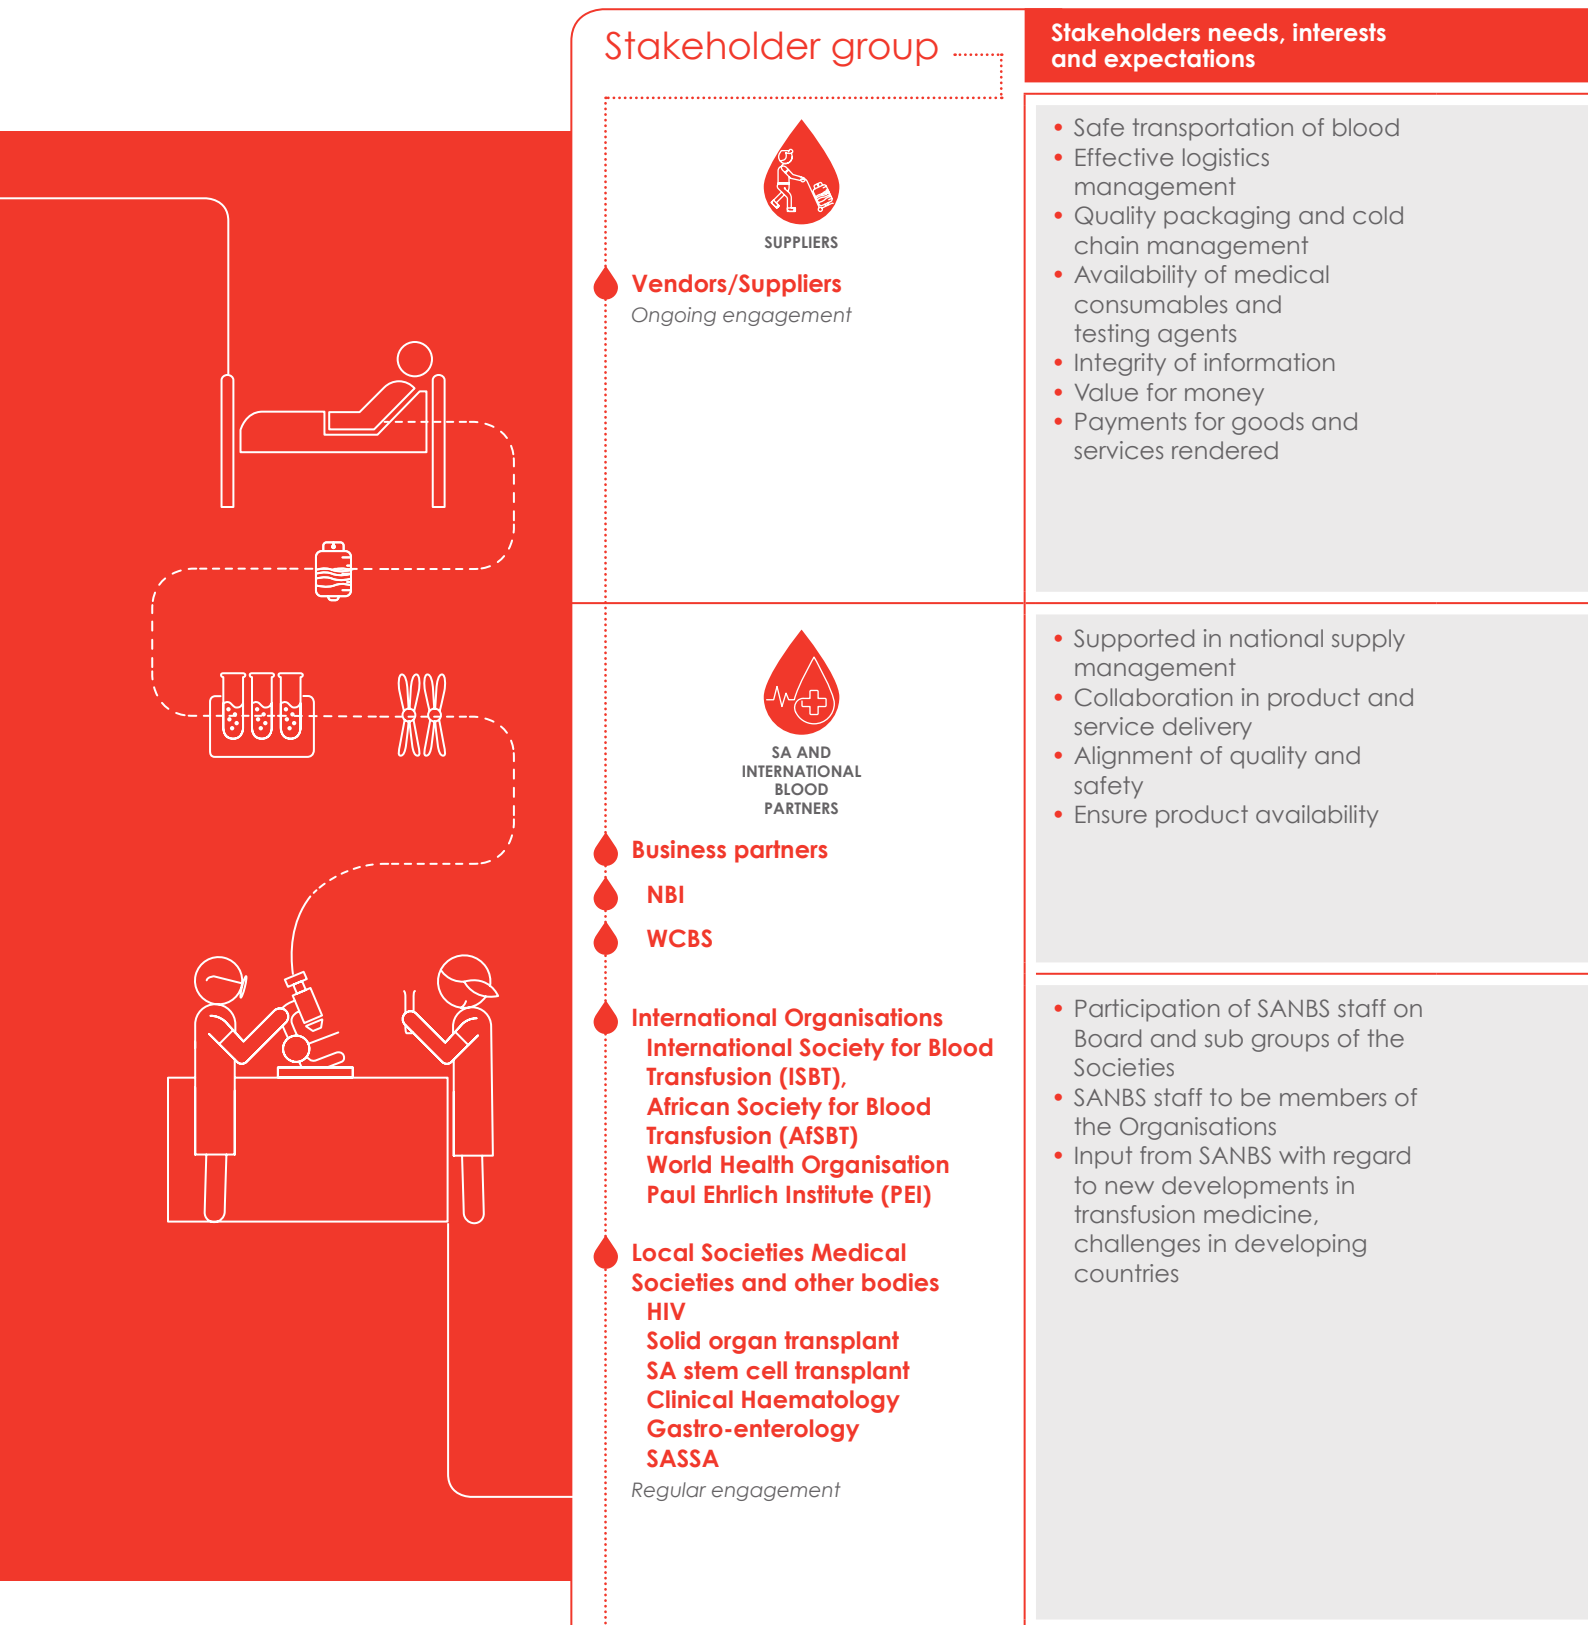 Stakeholder group
Stakeholders needs, interests
and expectations
SUPPLIERS
Vendors/Suppliers
Ongoing engagement
• Safe transportation of blood
• Effective logistics
management
• Quality packaging and cold
chain management
• Availability of medical
consumables and
testing agents
• Integrity of information
• Value for money
• Payments for goods and
services rendered
SA AND
INTERNATIONAL
BLOOD
PARTNERS
Business partners
NBI
WCBS
• Supported in national supply
management
• Collaboration in product and
service delivery
• Alignment of quality and
safety
• Ensure product availability
International Organisations
International Society for Blood
Transfusion (ISBT),
African Society for Blood
Transfusion (AfSBT)
World Health Organisation
Paul Ehrlich Institute (PEI)
Local Societies Medical
Societies and other bodies
HIV
Solid organ transplant
SA stem cell transplant
Clinical Haematology
Gastro-enterology
SASSA
Regular engagement
• Participation of SANBS staff on
Board and sub groups of the
Societies
• SANBS staff to be members of
the Organisations
• Input from SANBS with regard
to new developments in
transfusion medicine,
challenges in developing
countries